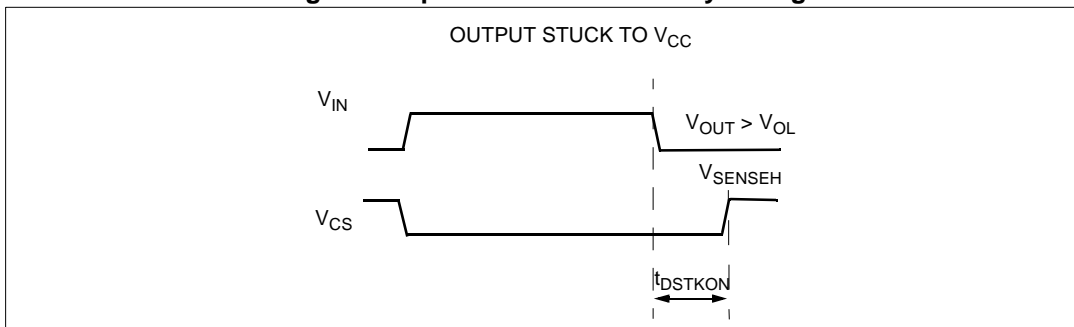 OUTPUT STUCK TO VCC
VIN
VOUT > VOL
VSENSEH
VCS
tDSTKON